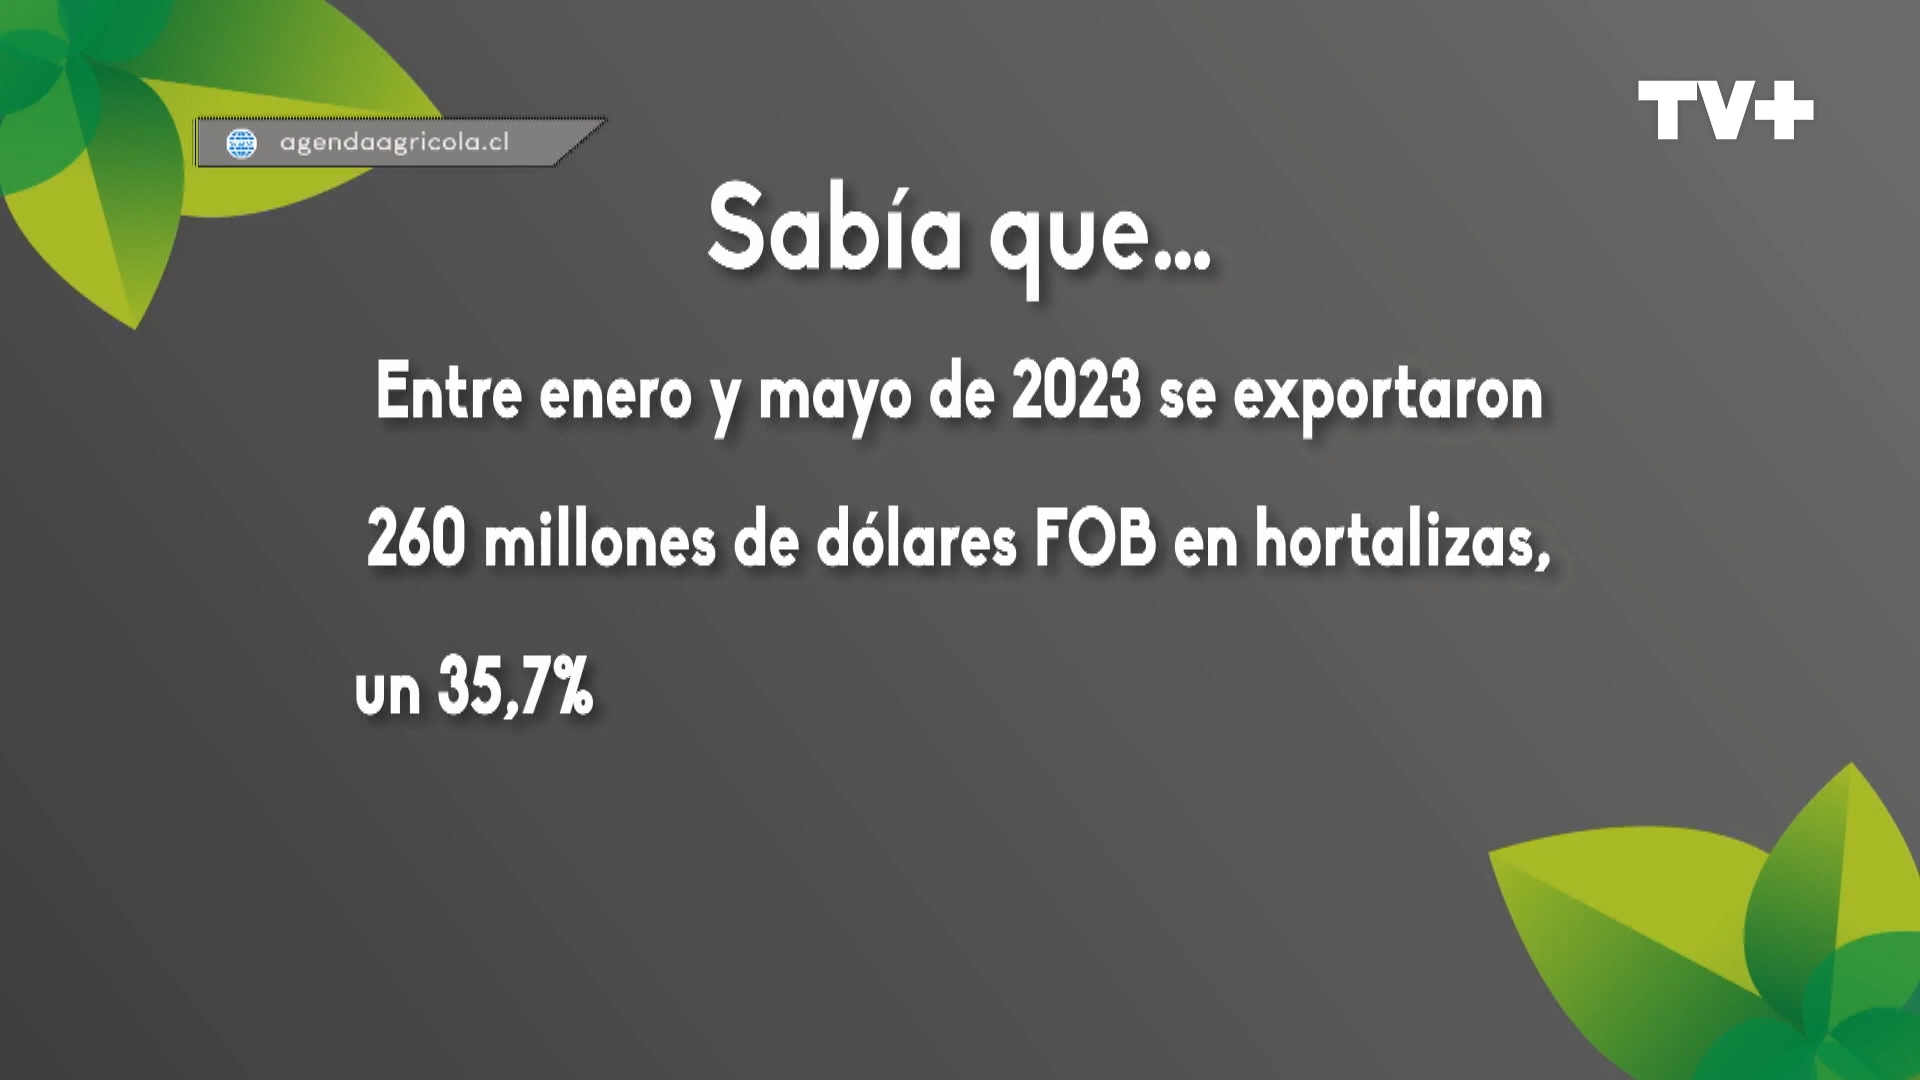 TV+
agendaagricola.cl
Sabía que...
Entre enero y mayo de 2023 se exportaron
260 millones de dólares FOB en hortalizas,
un 35,7%